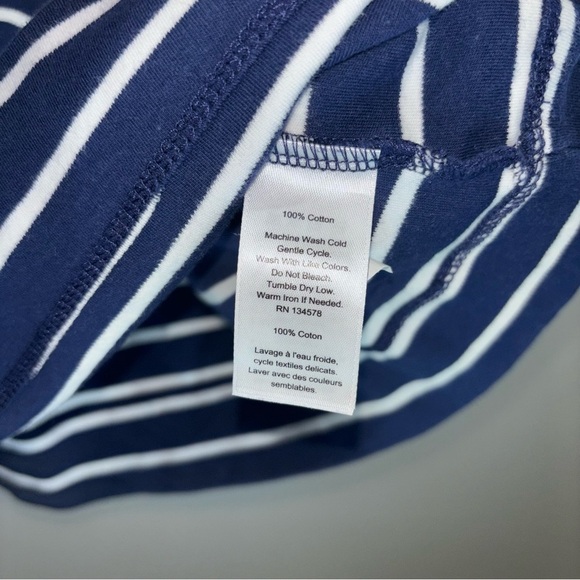 100% Cotton
Machine Wash Cold
Gentle Cycle.
Wash With Like Colors.
Do Not Bleach.
Tumble Dry Low.
Warm Iron if Needed.
RN 134578
100% Coton
Lavage à l'eau froide,
cycle textiles delicats.
Laver avec des couleurs
semblables.